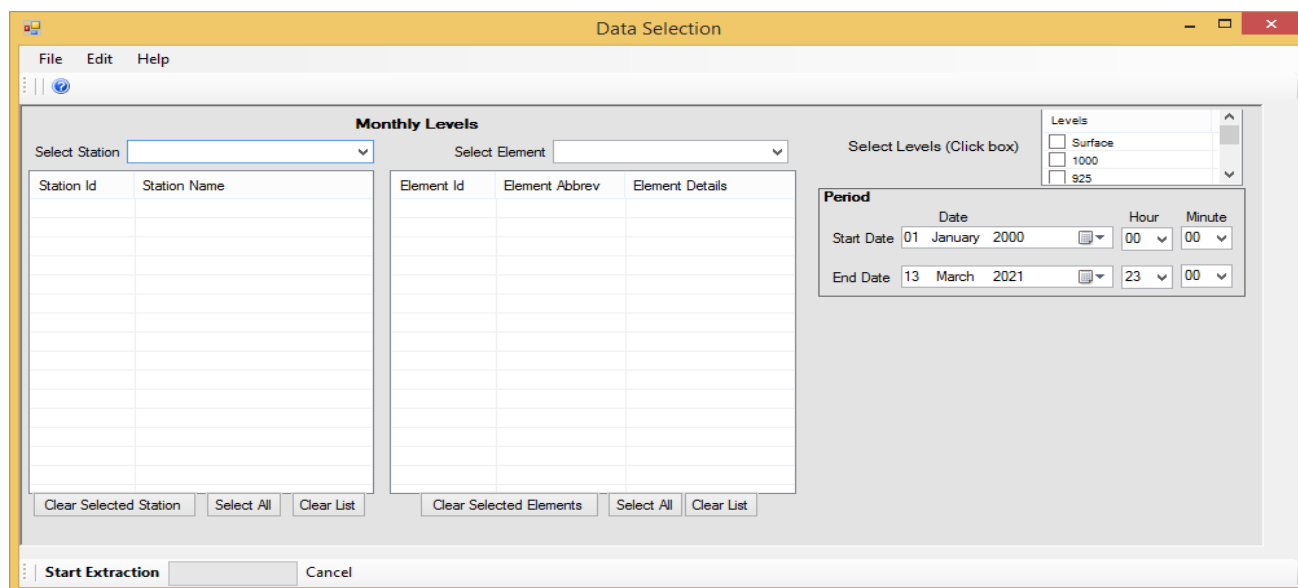 Data Selection
File Edit Help
Monthly Levels
Select Station
Select Element
Select Levels (Click box)
Levels
Surface
1000
925
Station Id Station Name
Element Id Element Abbrev Element Details
Period
Date Hour Minute
Start Date 01 January 2000 00 00
End Date 13 March 2021 23 00
Clear Selected Station Select All Clear List
Clear Selected Elements Select All Clear List
Start Extraction Cancel